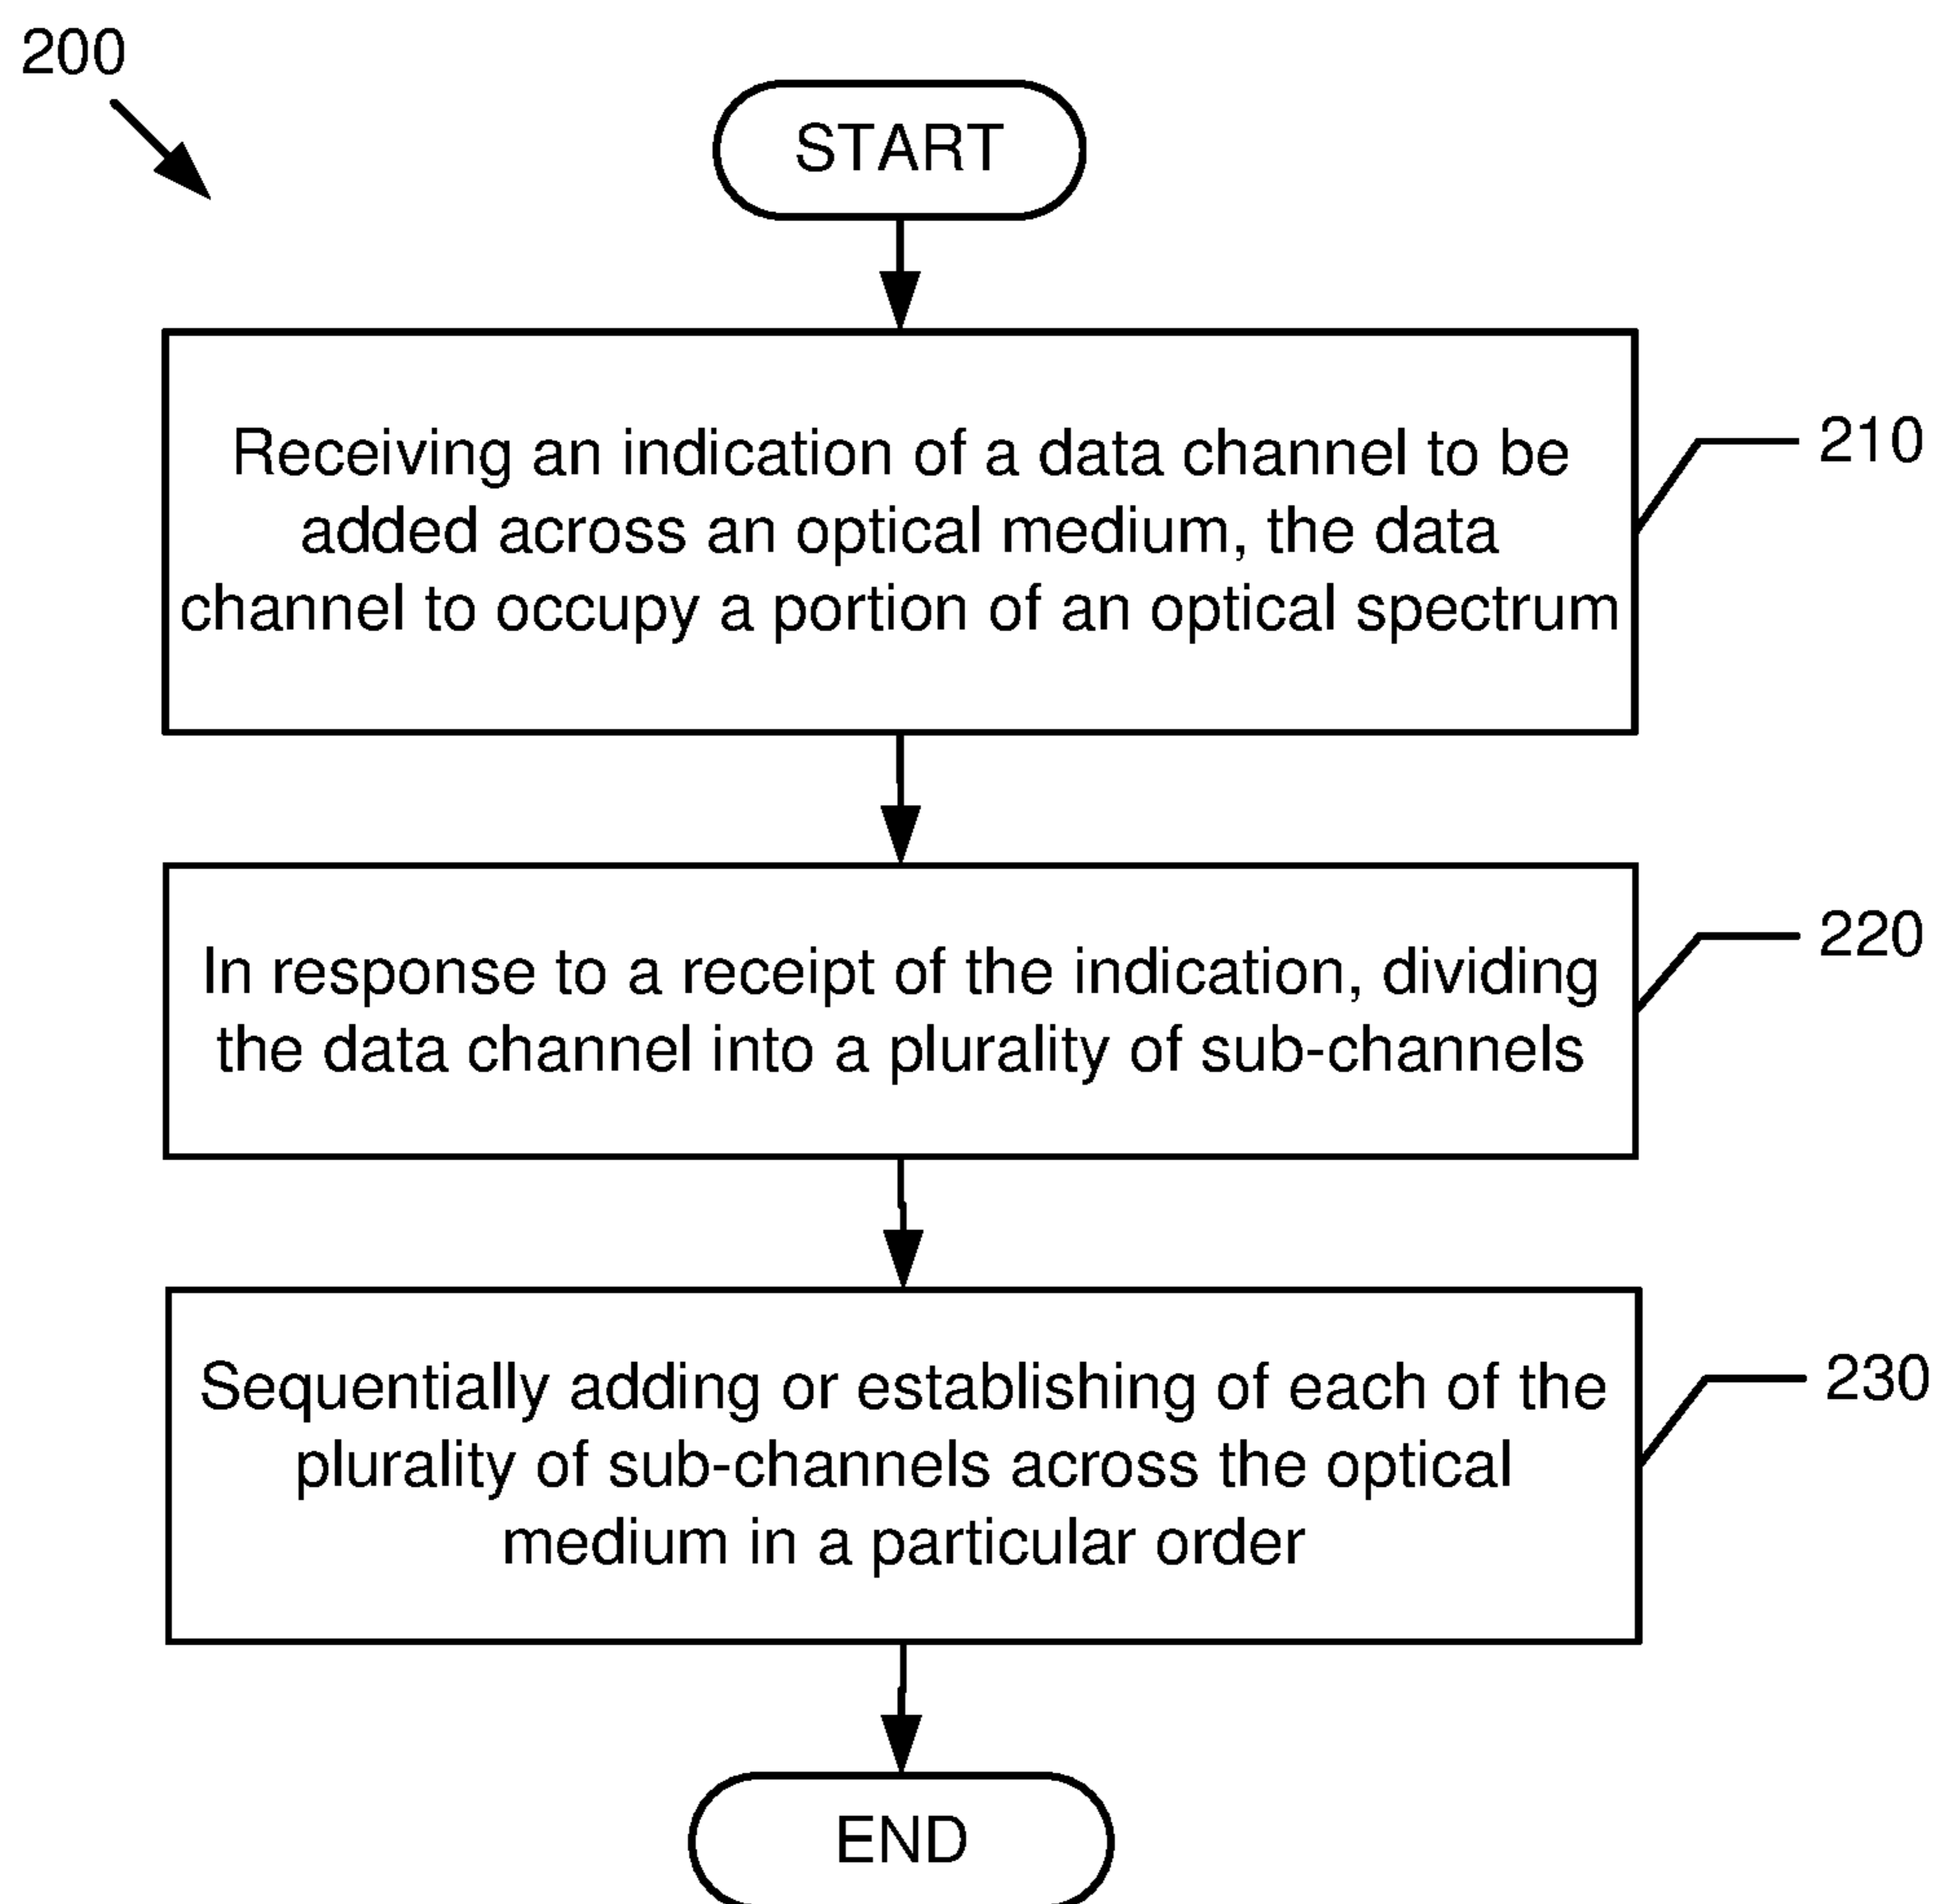 200
START
Receiving an indication of a data channel to be
added across an optical medium, the data
channel to occupy a portion of an optical spectrum
210
In response to a receipt of the indication, dividing
the data channel into a plurality of sub-channels
220
Sequentially adding or establishing of each of the
plurality of sub-channels across the optical
medium in a particular order
230
END